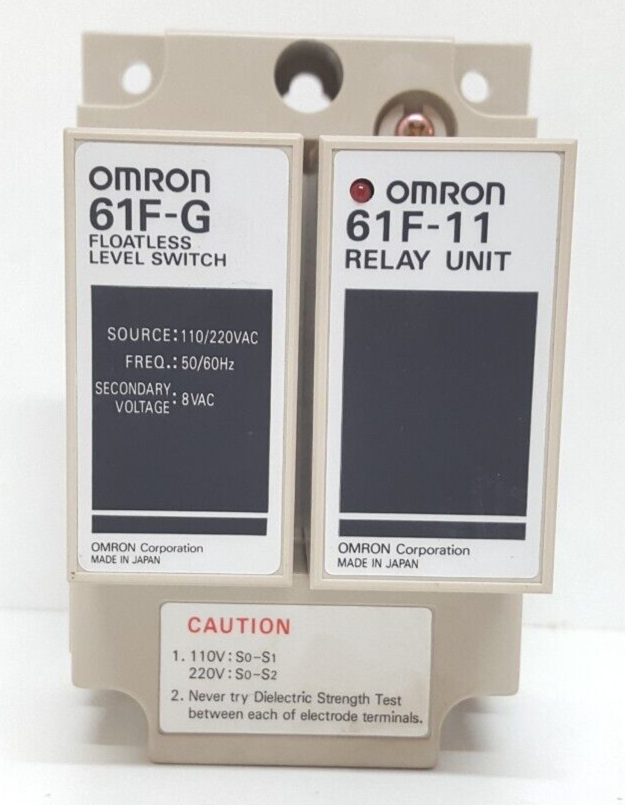 OMRON
61F-G
FLOATLESS
LEVEL SWITCH
SOURCE:110/220VAC
FREQ.:50/60Hz
SECONDARY
VOLTAGE:8VAC
OMRON Corporation
MADE IN JAPAN
OMRON
61F-11
RELAY UNIT
OMRON Corporation
MADE IN JAPAN
CAUTION
1. 110V:S0-S1
220V:S0-S2
2. Never try Dielectric Strength Test
between each of electrode terminals.